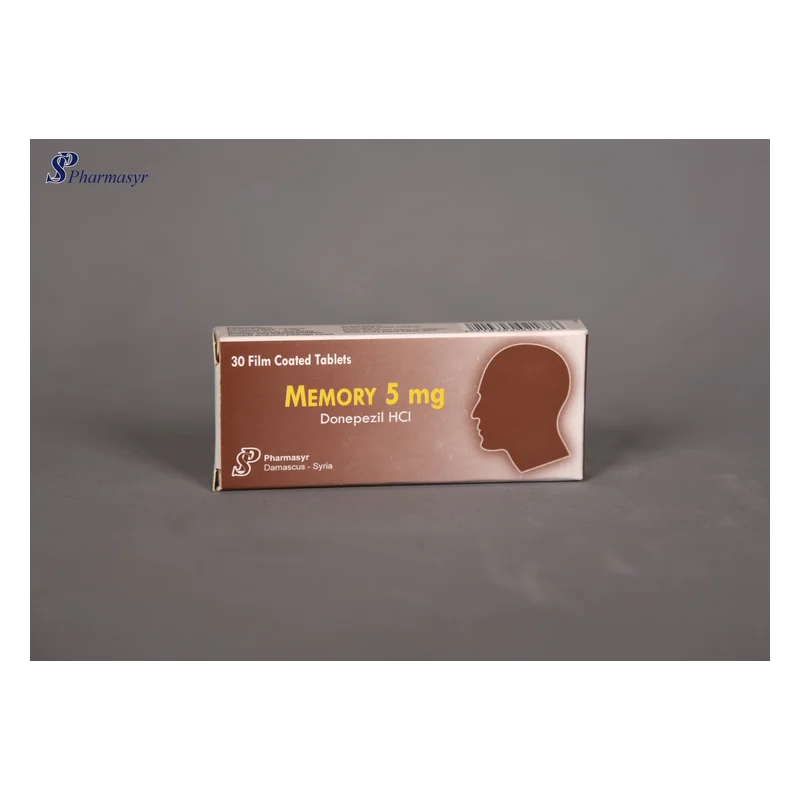 Pharmasyr
30 Film Coated Tablets
MEMORY 5 mg
Donepezil HCl
Pharmasyr
Damascus - Syria